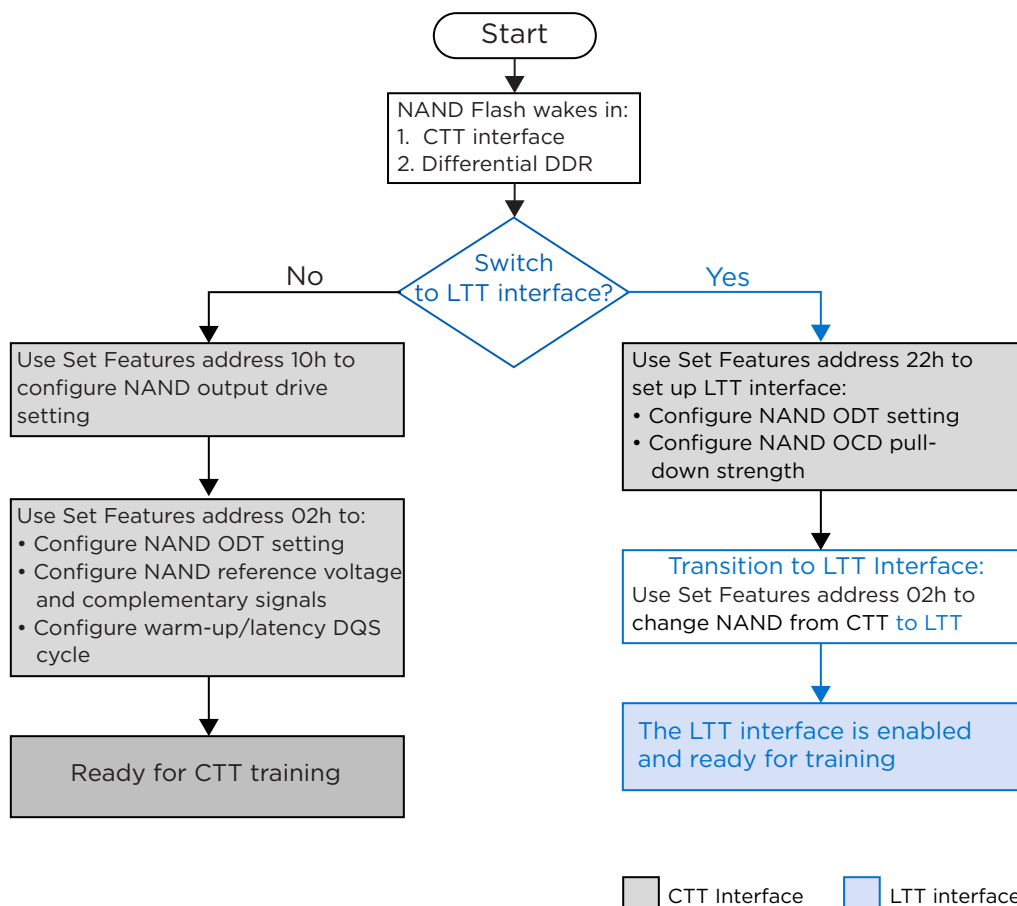 Start
NAND Flash wakes in:
1. CTT interface
2. Differential DDR
Switch
to LTT interface?
No
Yes
Use Set Features address 10h to
configure NAND output drive
setting
Use Set Features address 02h to:
• Configure NAND ODT setting
• Configure NAND reference voltage
and complementary signals
• Configure warm-up/latency DQS
cycle
Ready for CTT training
Use Set Features address 22h to
set up LTT interface:
• Configure NAND ODT setting
• Configure NAND OCD pull-
down strength
Transition to LTT Interface:
Use Set Features address 02h to
change NAND from CTT to LTT
The LTT interface is enabled
and ready for training
CTT Interface
LTT interface